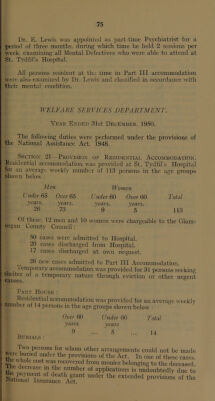 75
Dr. E. Lewis was appointed as part-time Psychiatrist for a
period of three months, during which time he held 2 sessions per
week, examining all Mental Defectives who were able to attend at
St. Tydfil's Hospital.
All persons resident at the time in Part III accommodation
were also examined by Dr. Lewis and classified in accordance with
their mental condition.
WELFARE SERVICES DEPARTMENT.
YEAR ENDED 31ST DECEMBER, 1950.
The following duties were performed under the provisions of
the National Assistance Act, 1948.
SECTION 21—PROVISION OF RESIDENTIAL ACCOMMODATION.
Residential accommodation was provided at St. Tydfil's Hospital
for an average weekly number of 113 persons in the age groups
shown below.
Men Women
Under 65 Over 65 Under 60 Over 60 Total
years. years. years. years.
26 73 9 5 113
Of these, 12 men and 10 women were chargeable to the Glam-
organ County Council:
50 cases were admitted to Hospital.
20 cases discharged from Hospital.
17 cases discharged at own request.
26 new cases admitted to Part III Accommodation.
Temporary accommodation was provided for 31 persons seeking
shelter of a temporary nature through eviction or other urgent
causes.
PANT HOUSE:
Residential accommodation was provided for an average weekly
number of 14 persons in the age groups shown below:
Over 60 Under 60 Total
years years
9 ... 5 ... 14
BURIALS:
Two persons for whom other arrangements could not be made
were buried under the provisions of the Act. In one of these cases,
the whole cost was recovered from monies belonging to the deceased.
The decrease in the number of applications is undoubtedly due to
the payment of death grant under the extended provisions of the
National Insurance Act.